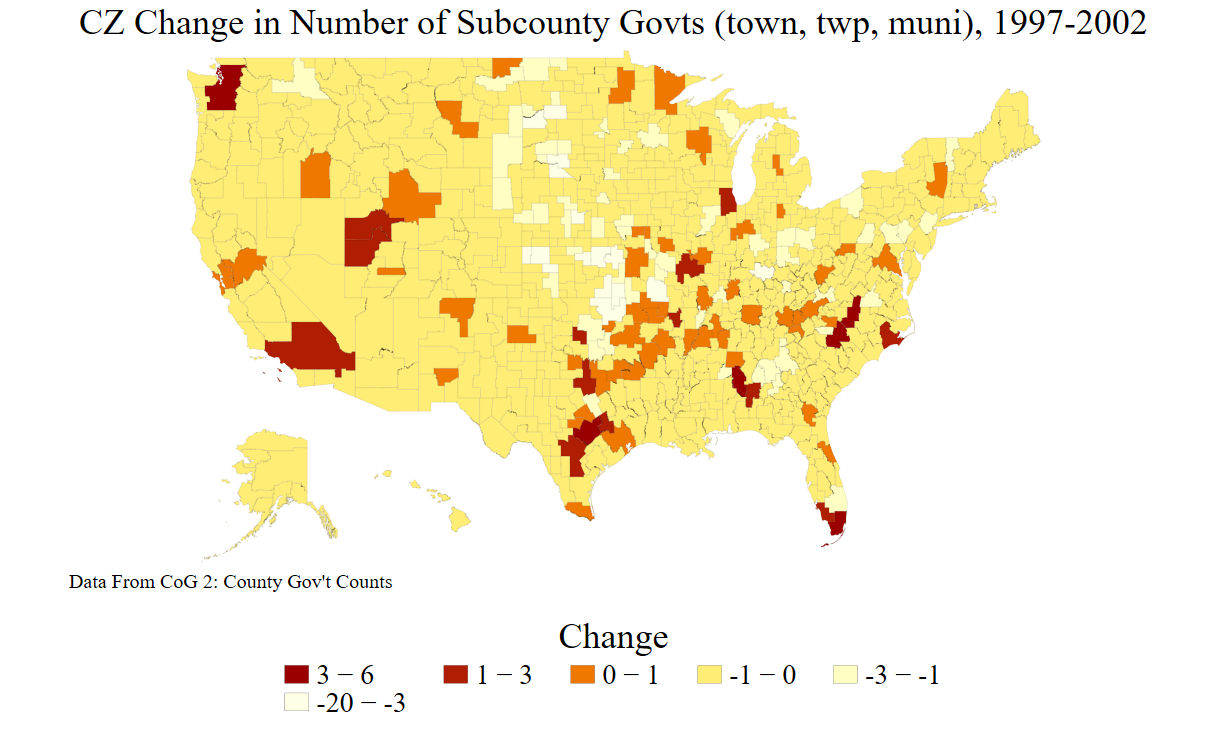 CZ Change in Number of Subcounty Govts (town, twp, muni), 1997-2002
Data From CoG 2: County Gov't Counts
Change
3 − 6 1 − 3 0 − 1 -1 − 0 -3 − -1
-20 − -3